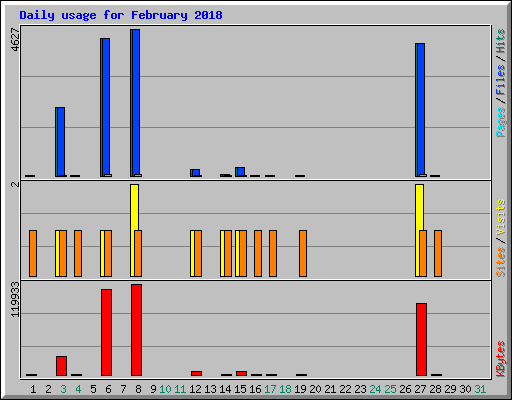 Daily usage for February 2018
4627
2
119933
Pages / Files / Hits
Sites / Visits
KBytes
1 2 3 4 5 6 7 8 9 10 11 12 13 14 15 16 17 18 19 20 21 22 23 24 25 26 27 28 29 30 31